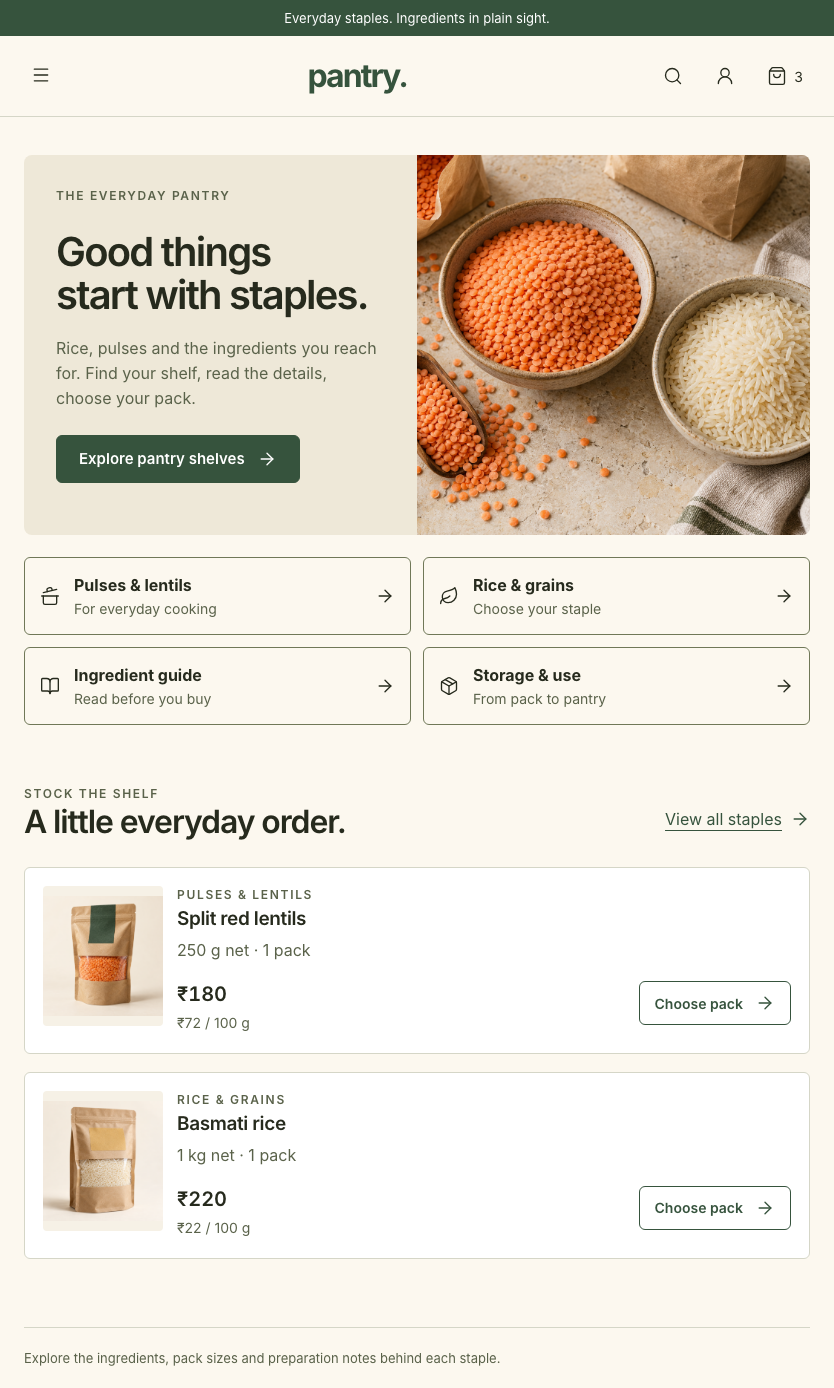 Everyday staples. Ingredients in plain sight.
pantry.
3
THE EVERYDAY PANTRY
Good things
start with staples.
Rice, pulses and the ingredients you reach
for. Find your shelf, read the details,
choose your pack.
Explore pantry shelves
Pulses & lentils
For everyday cooking
Rice & grains
Choose your staple
Ingredient guide
Read before you buy
Storage & use
From pack to pantry
STOCK THE SHELF
A little everyday order.
View all staples
PULSES & LENTILS
Split red lentils
250 g net · 1 pack
₹180
₹72 / 100 g
Choose pack
RICE & GRAINS
Basmati rice
1 kg net · 1 pack
₹220
₹22 / 100 g
Choose pack
Explore the ingredients, pack sizes and preparation notes behind each staple.